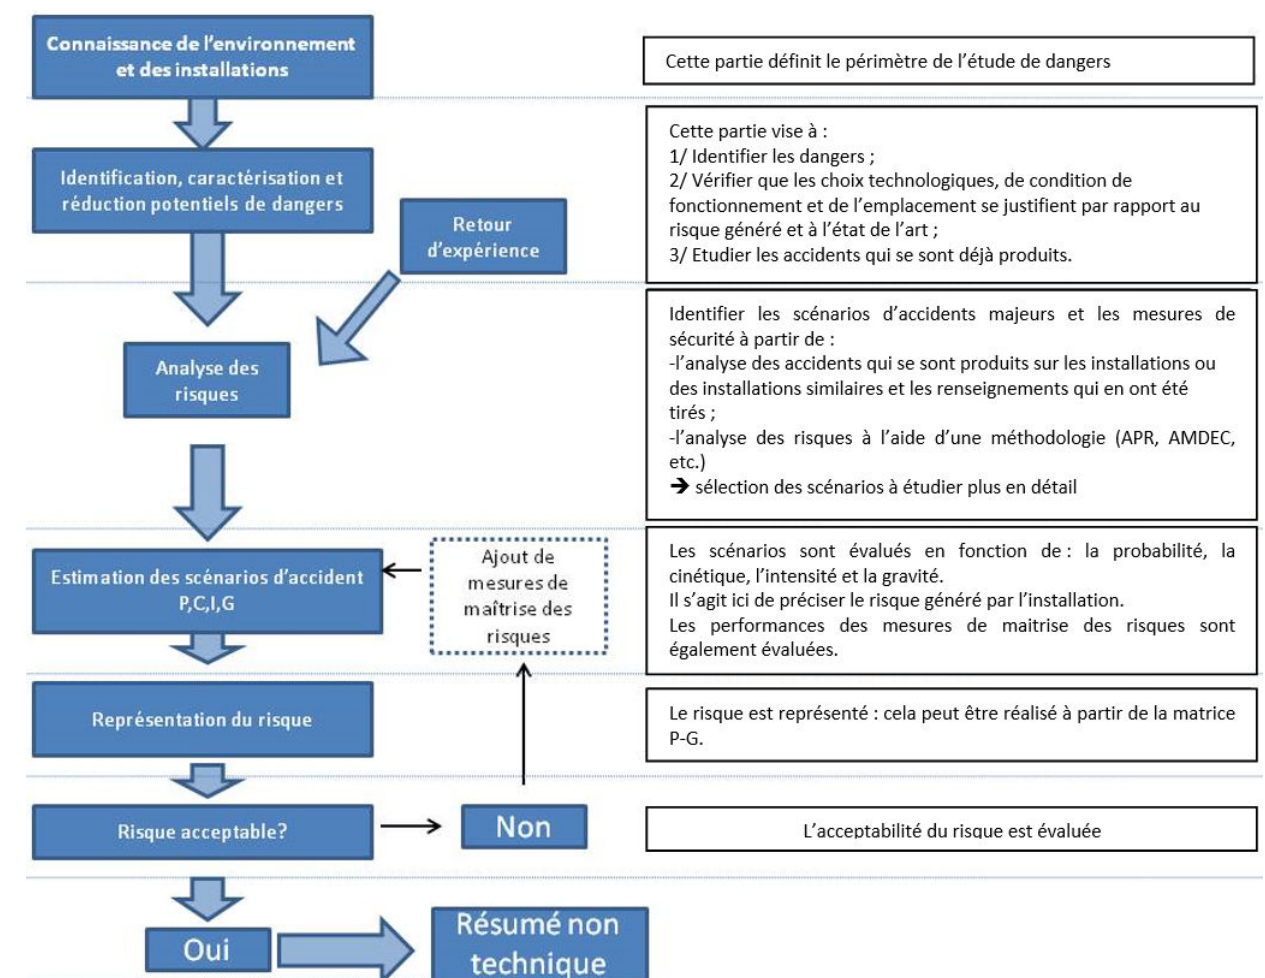 Connaissance de l'environnement
et des installations
Cette partie définit le périmètre de l'étude de dangers
Identification, caractérisation et
réduction potentiels de dangers
Retour
d'expérience
Cette partie vise à :
1/ Identifier les dangers ;
2/ Vérifier que les choix technologiques, de condition de
fonctionnement et de l'emplacement se justifient par rapport au
risque généré et à l'état de l'art ;
3/ Etudier les accidents qui se sont déjà produits.
Analyse des
risques
Identifier les scénarios d'accidents majeurs et les mesures de
sécurité à partir de :
-l'analyse des accidents qui se sont produits sur les installations ou
des installations similaires et les renseignements qui en ont été
tirés ;
-l'analyse des risques à l'aide d'une méthodologie (APR, AMDEC,
etc.)
➔ sélection des scénarios à étudier plus en détail
Estimation des scénarios d'accident
P,C,I,G
Ajout de
mesures de
maîtrise des
risques
Les scénarios sont évalués en fonction de : la probabilité, la
cinétique, l'intensité et la gravité.
Il s'agit ici de préciser le risque généré par l'installation.
Les performances des mesures de maitrise des risques sont
également évaluées.
Représentation du risque
Le risque est représenté : cela peut être réalisé à partir de la matrice
P-G.
Risque acceptable?
Non
L'acceptabilité du risque est évaluée
Oui
Résumé non
technique